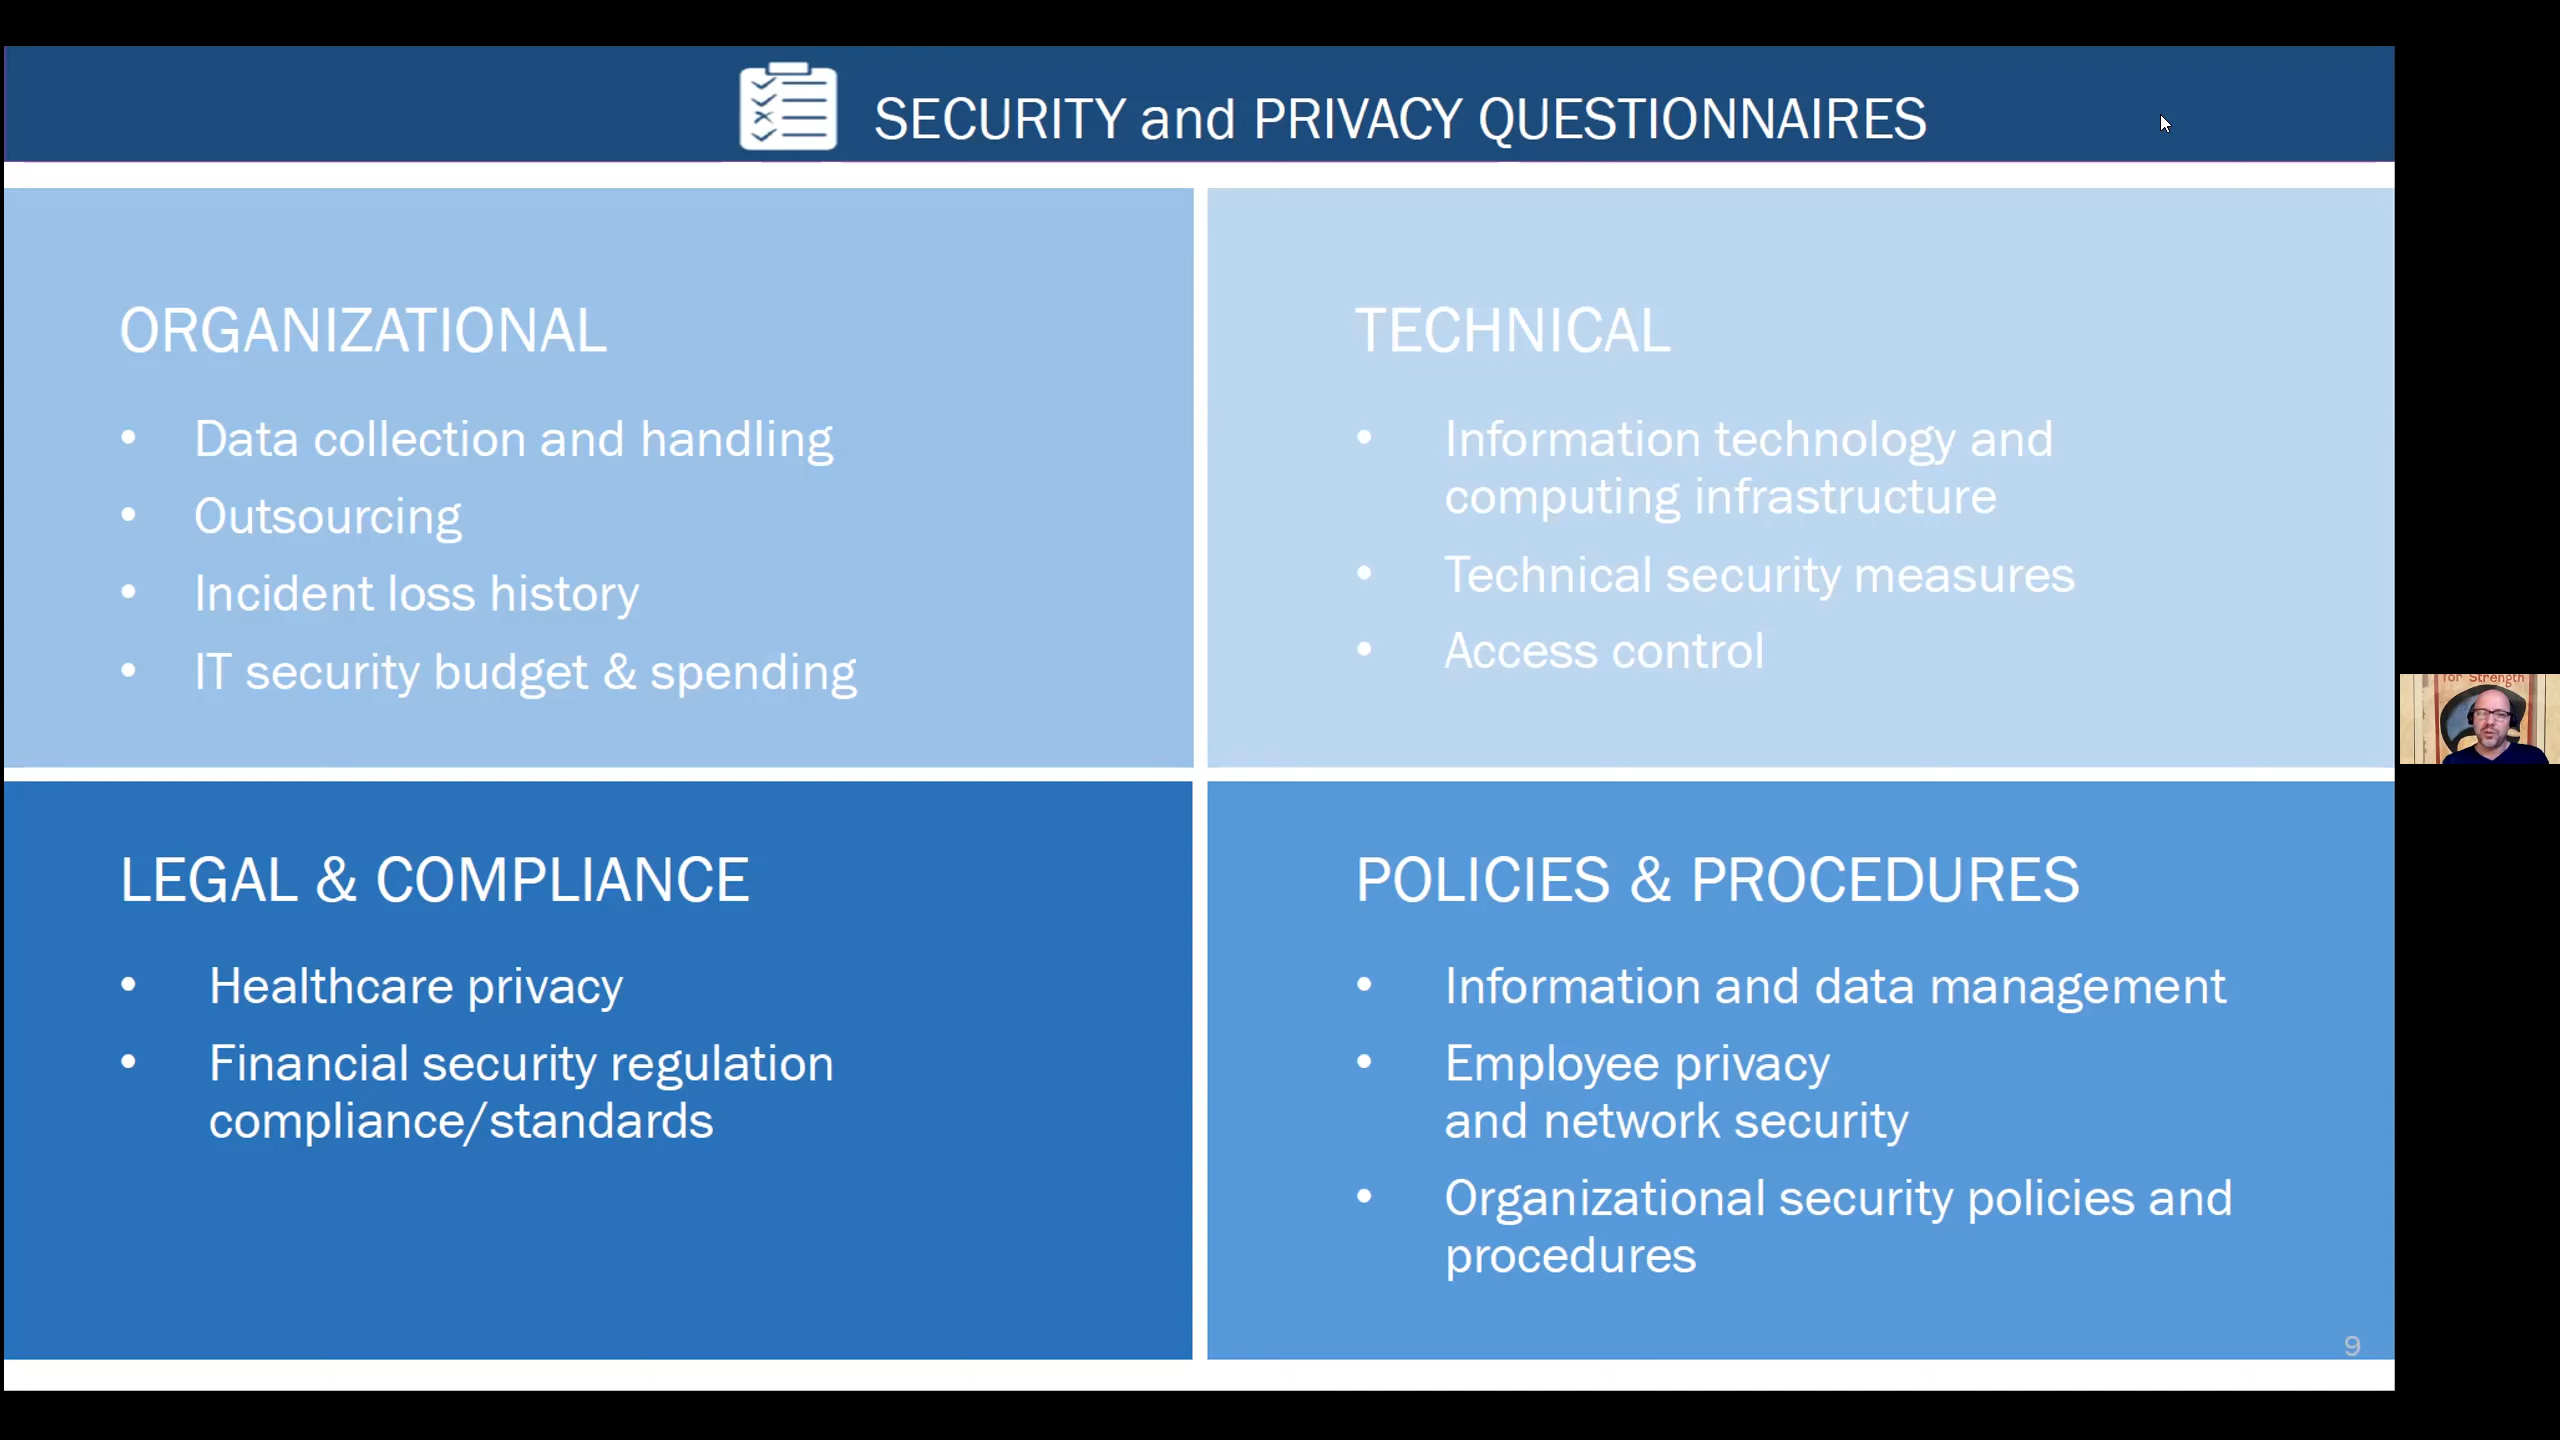 SECURITY and PRIVACY QUESTIONNAIRES
ORGANIZATIONAL
• Data collection and handling
• Outsourcing
• Incident loss history
• IT security budget & spending
TECHNICAL
• Information technology and
computing infrastructure
• Technical security measures
• Access control
for Strength
LEGAL & COMPLIANCE
• Healthcare privacy
• Financial security regulation
compliance/standards
POLICIES & PROCEDURES
• Information and data management
• Employee privacy
and network security
• Organizational security policies and
procedures
9